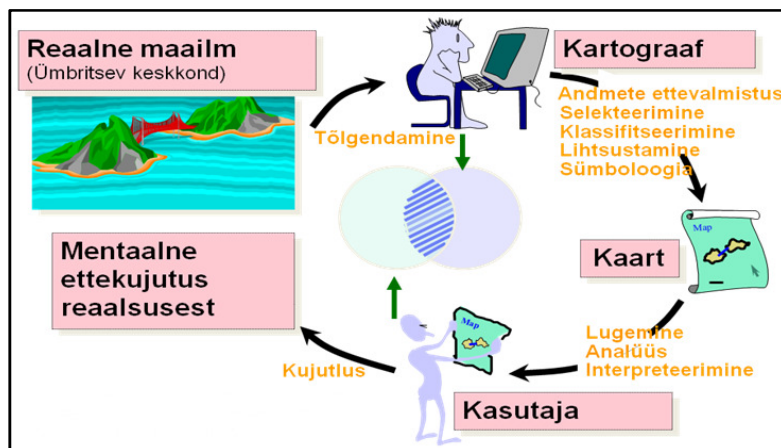 Reaalne maailm
(Ümbritsev keskkond)
Kartograaf
Andmete ettevalmistus
Selekteerimine
Klassifitseerimine
Lihtsustamine
Sümboloogia
Tõlgendamine
Map
Kaart
Mentaalne
ettekujutus
reaalsusest
Lugemine
Analüüs
Interpreteerimine
Map
Kujutlus
Kasutaja